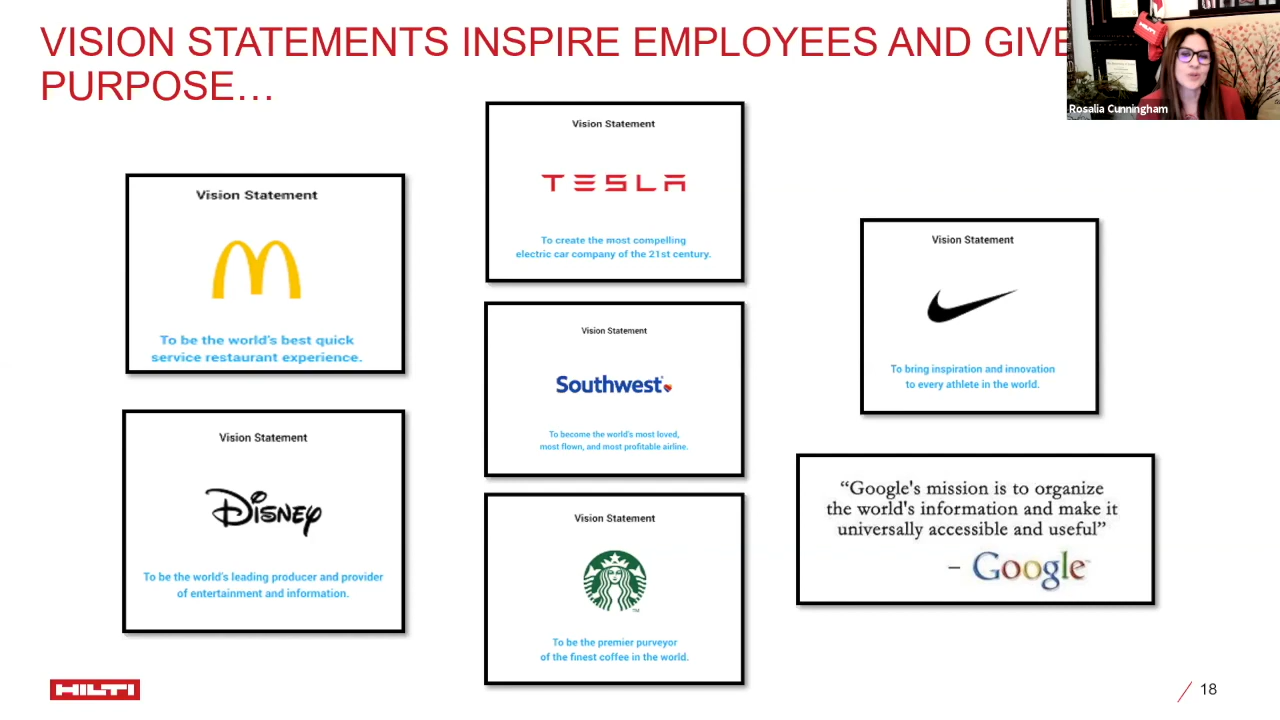 VISION STATEMENTS INSPIRE EMPLOYEES AND GIVE
PURPOSE…
HILTI
Rosalia Cunningham
Vision Statement
To be the world's best quick
service restaurant experience.
Vision Statement
DISNEY
To be the world's leading producer and provider
of entertainment and information.
Vision Statement
TESLA
To create the most compelling
electric car company of the 21st century.
Vision Statement
Southwest
To become the world's most loved,
most flown, and most profitable airline.
Vision Statement
TM
To be the premier purveyor
of the finest coffee in the world.
Vision Statement
To bring inspiration and innovation
to every athlete in the world.
“Google's mission is to organize
the world's information and make it
universally accessible and useful”
– Google™
HILTI
18